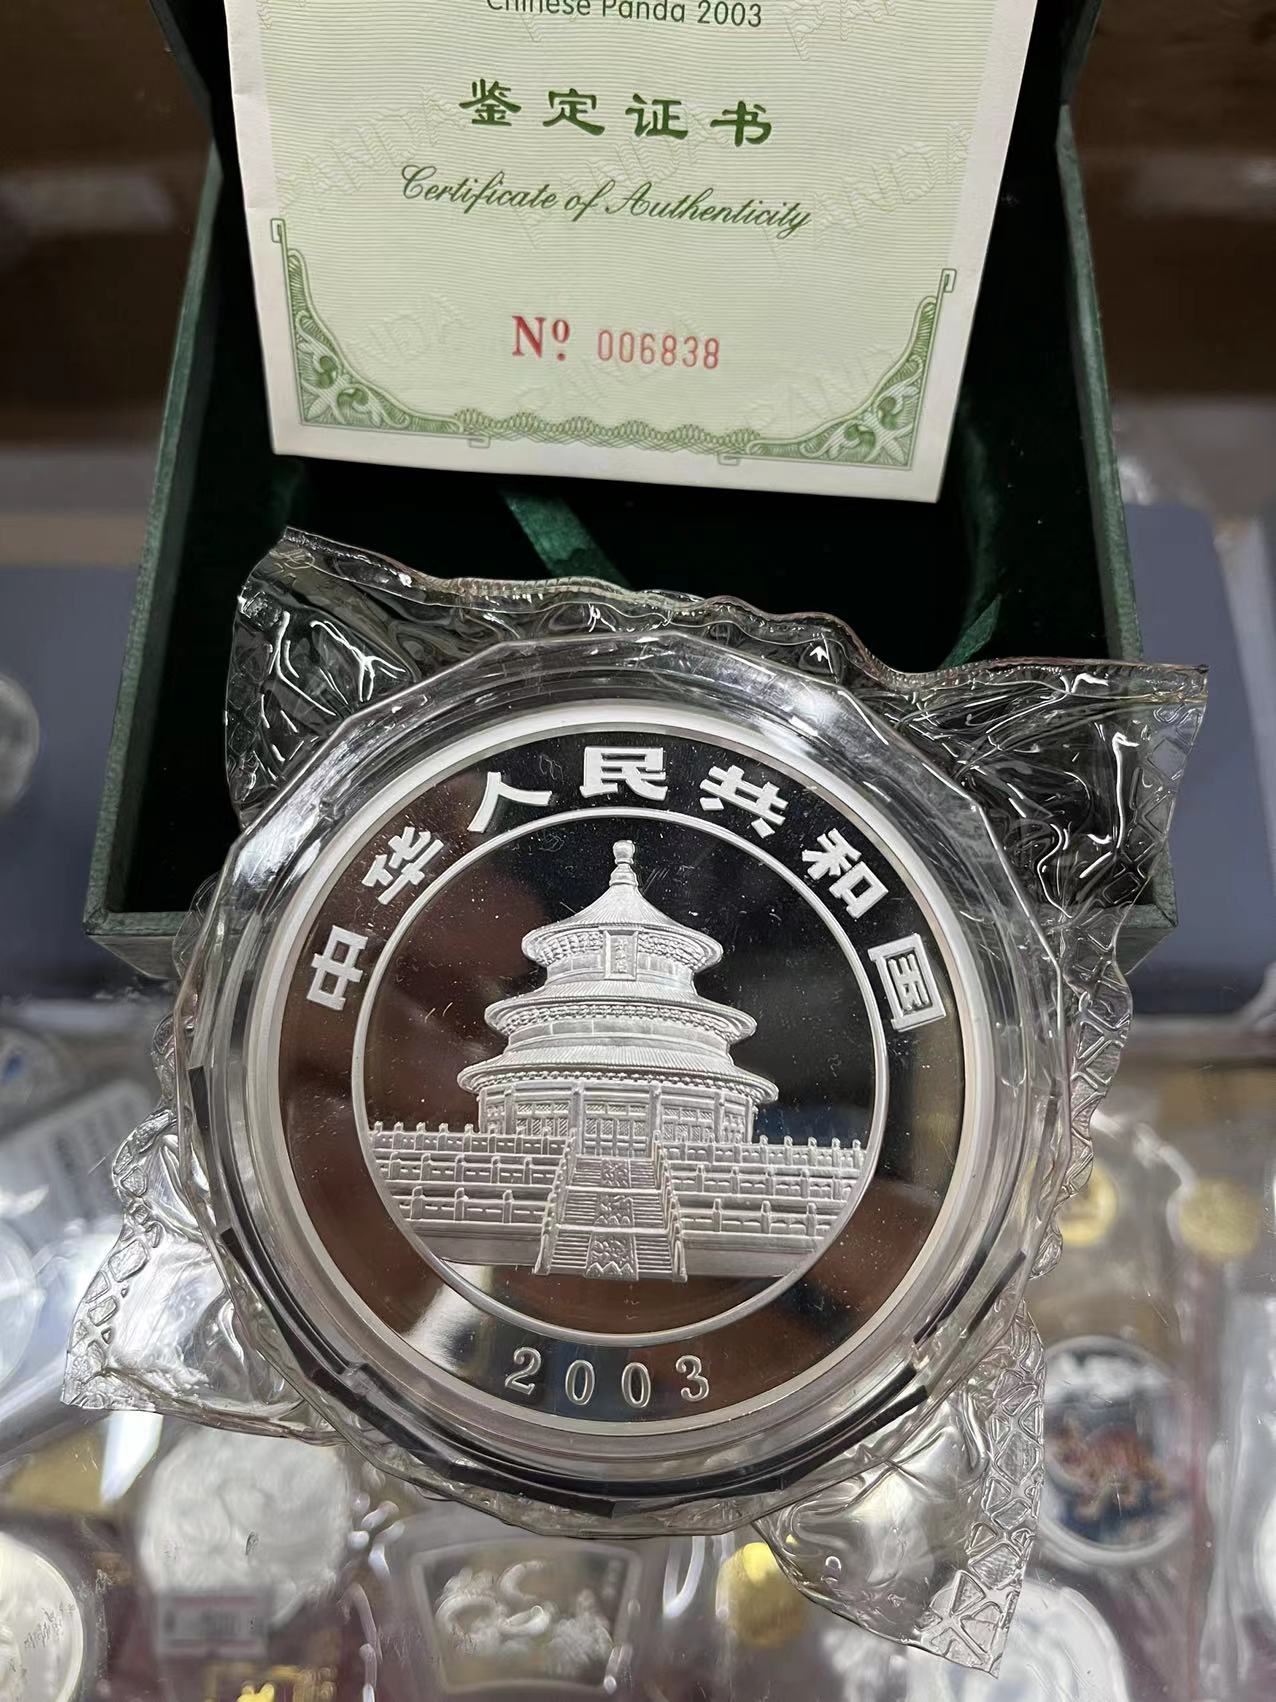 Chinese Panda 2003
鉴定证书
Certificate of Authenticity
Nº. 006838
中华人民共和国
2003